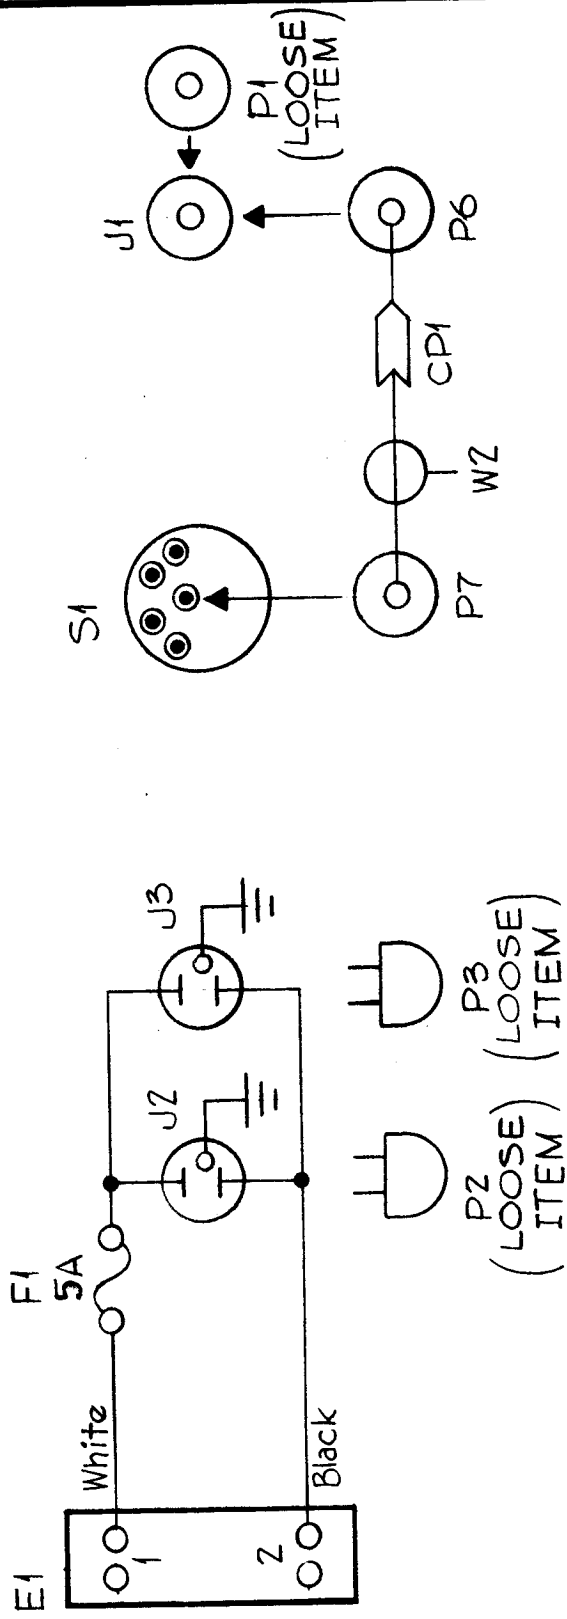 E1
1
2
White
Black
F1
5A
J2
J3
P2
(LOOSE
ITEM)
P3
(LOOSE
ITEM)
S1
P7
W2
CP1
P6
J1
P1
(LOOSE
ITEM)